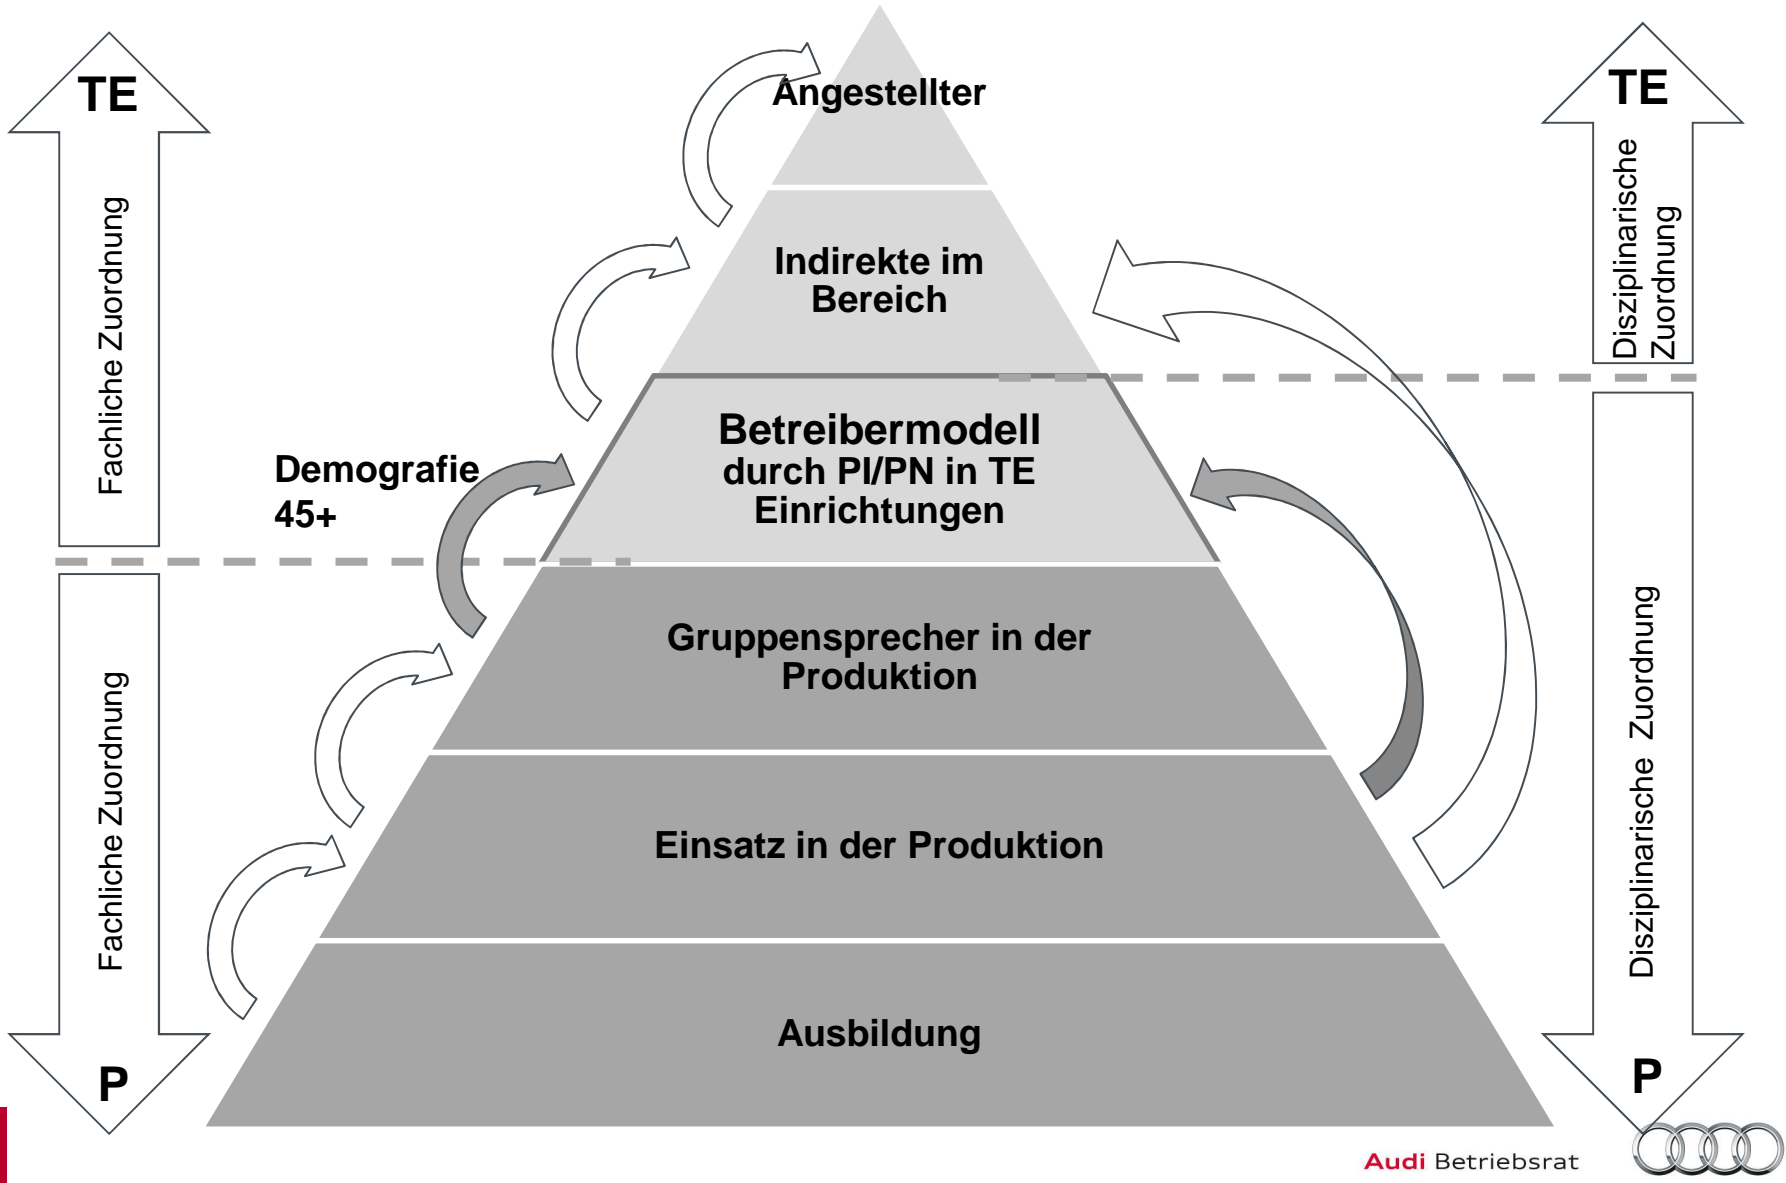 TE
Fachliche Zuordnung
Fachliche Zuordnung
P
Demografie
45+
Angestellter
Indirekte im
Bereich
Betreibermodell
durch PI/PN in TE
Einrichtungen
Gruppensprecher in der
Produktion
Einsatz in der Produktion
Ausbildung
TE
Disziplinarische
Zuordnung
Disziplinarische Zuordnung
P
Audi Betriebsrat